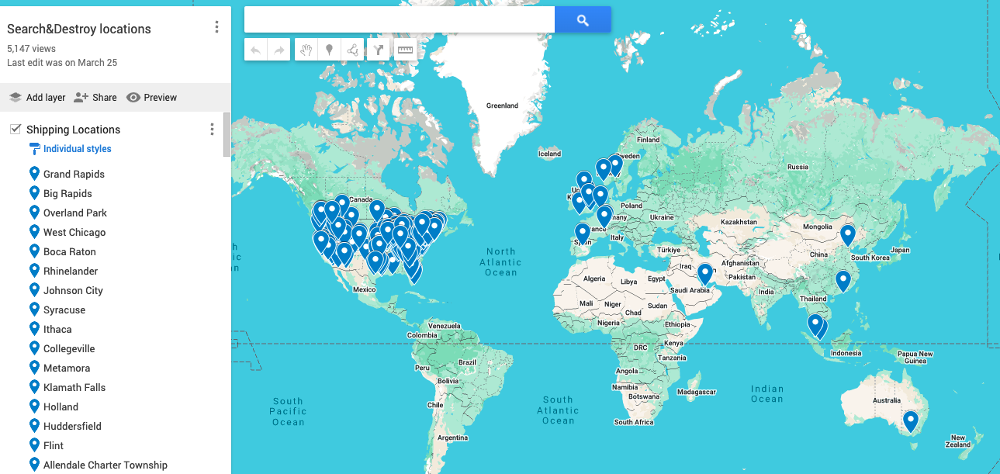 Search&Destroy locations
5,147 views
Last edit was on March 25
Add layer
Share
Preview
Shipping Locations
Individual styles
Grand Rapids
Big Rapids
Overland Park
West Chicago
Boca Raton
Rhinelander
Johnson City
Syracuse
Ithaca
Collegeville
Metamora
Klamath Falls
Holland
Huddersfield
Flint
Allendale Charter Township
Greenland
Iceland
Finland
Russia
Canada
Poland
Ukraine
Italy
Kazakhstan
Mongolia
Türkiye
China
Japan
South Korea
North
Atlantic
Ocean
Mexico
Algeria
Libya
Egypt
Iraq
Afghanistan
Pakistan
Saudi Arabia
India
Thailand
Mali
Niger
Chad
Sudan
Nigeria
Ethiopia
Venezuela
Colombia
DRC
Kenya
Tanzania
Indonesia
Papua New
Guinea
Peru
Brazil
Bolivia
Angola
Namibia
Botswana
Madagascar
South
Pacific
Ocean
South
Atlantic
Ocean
Indian
Ocean
Australia
Chile
South Africa
Argentina
New
Zealand